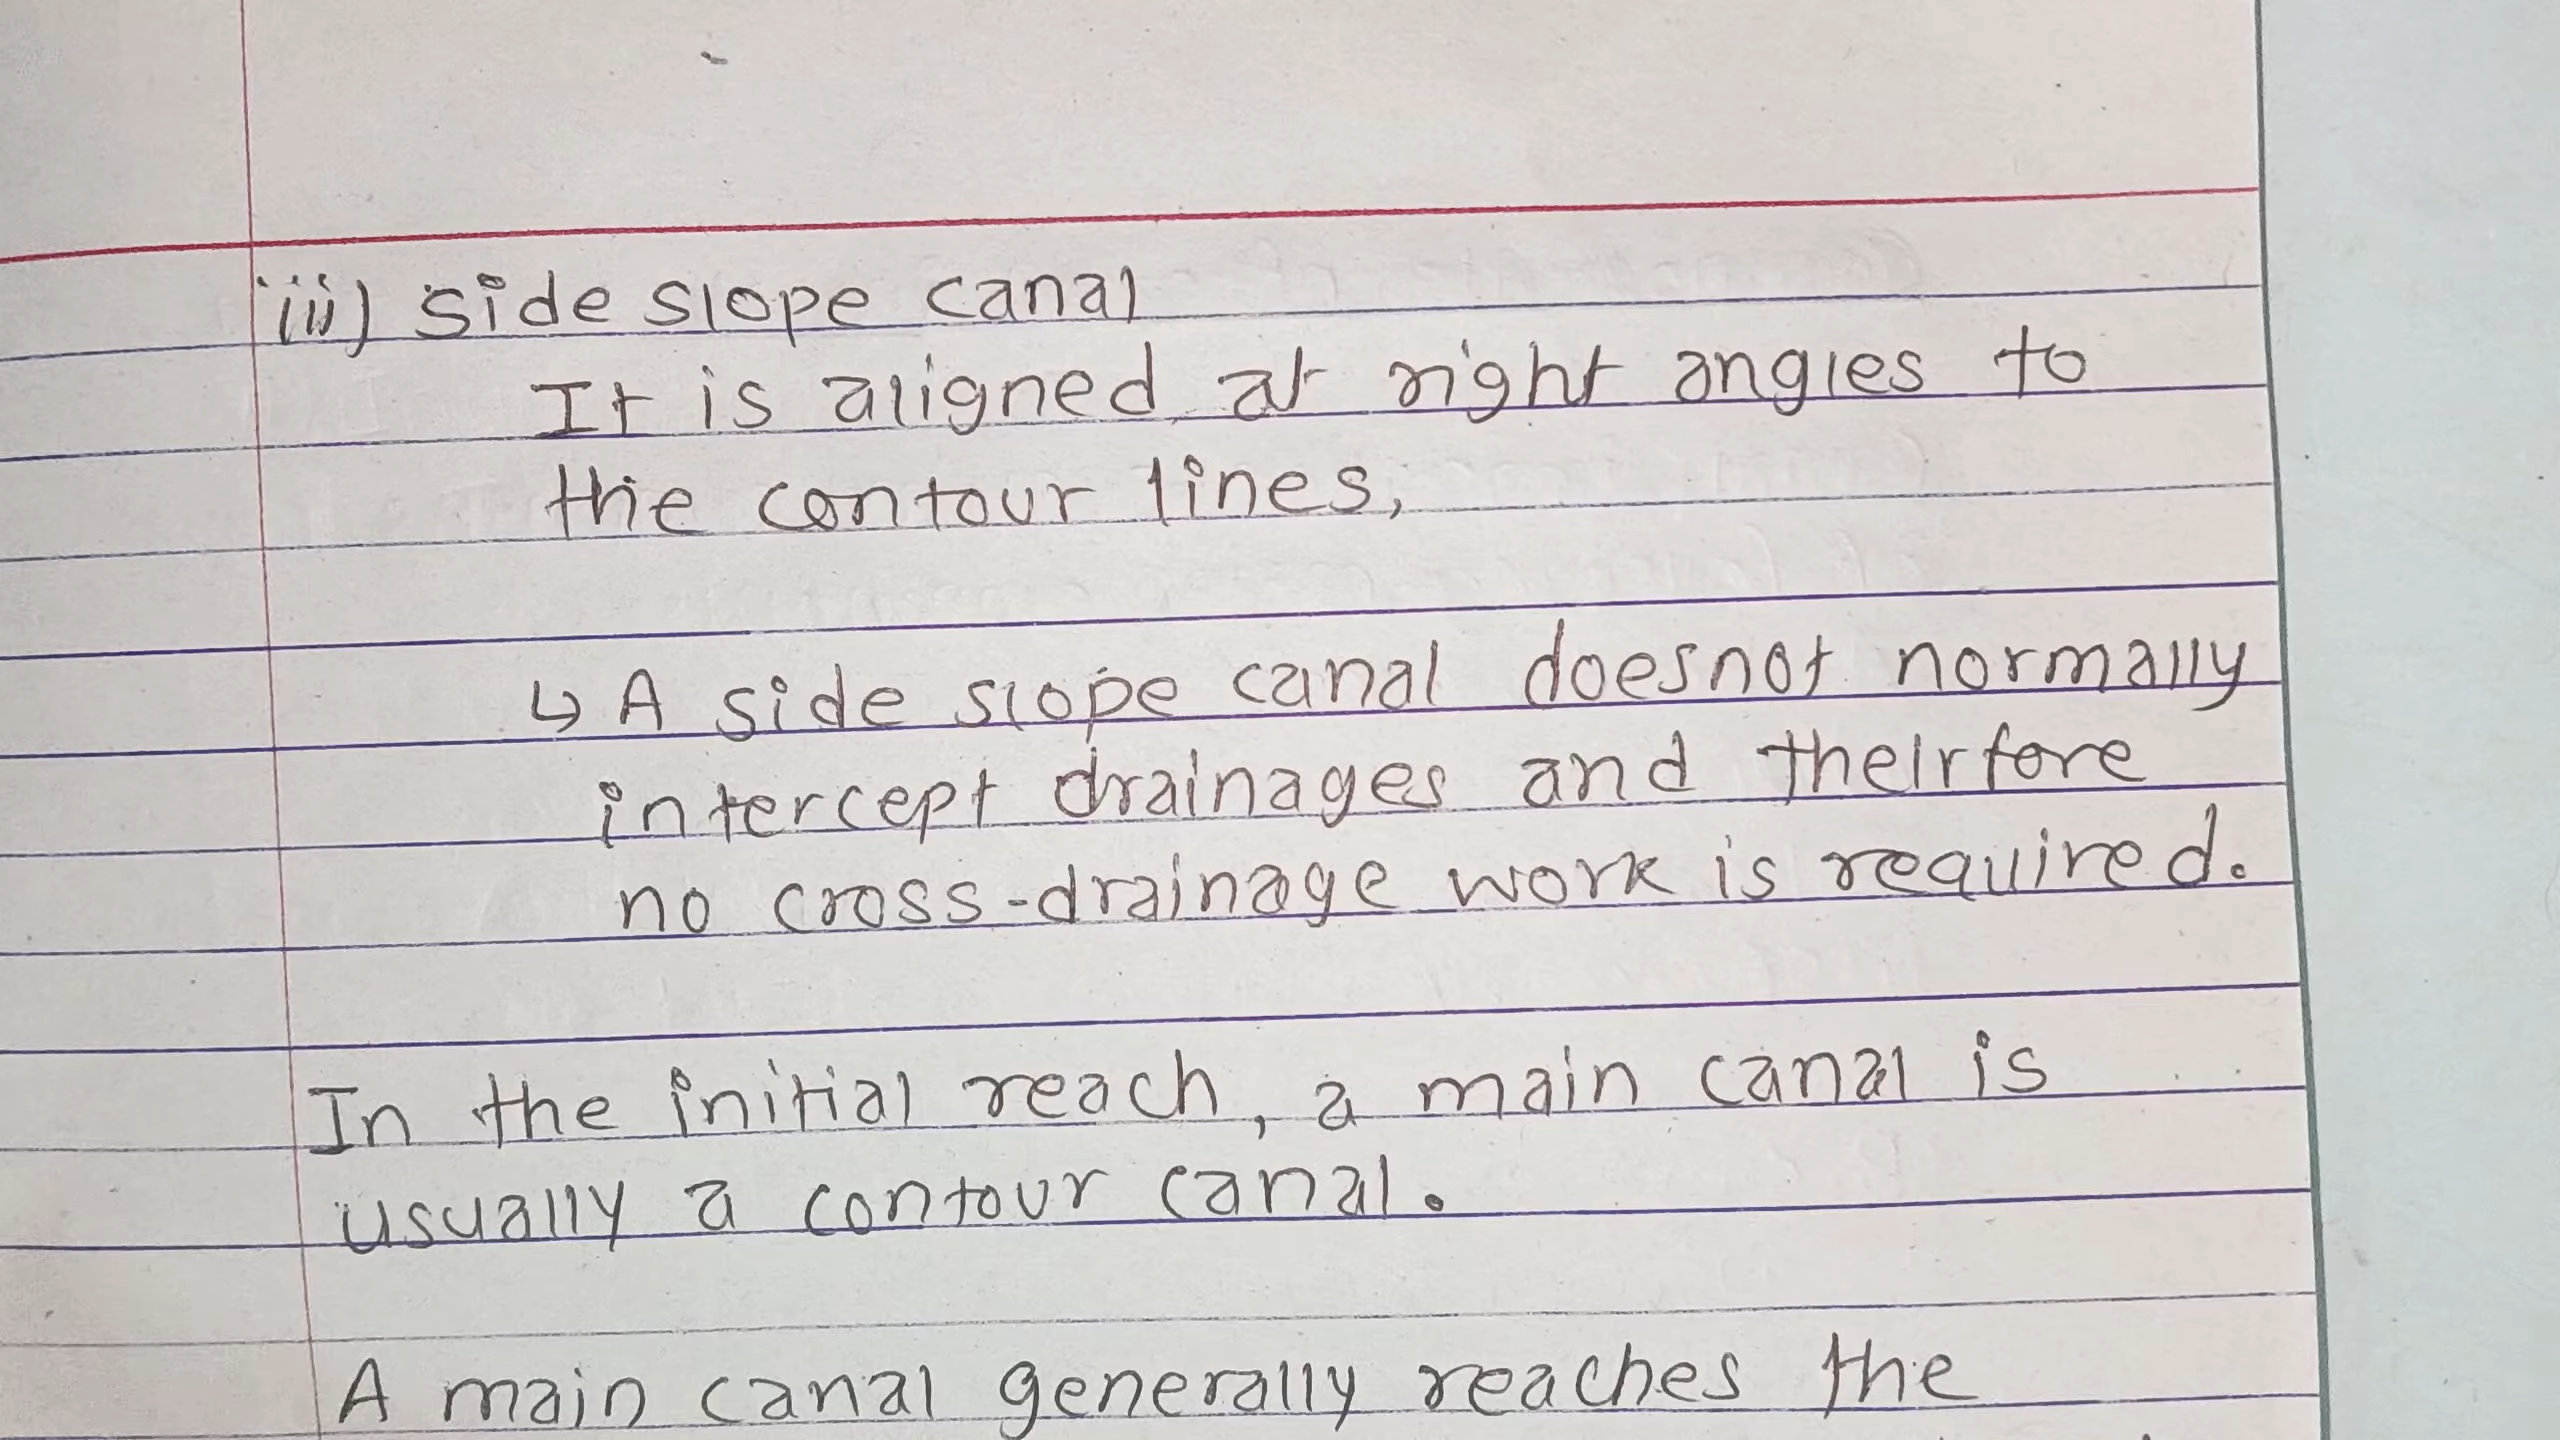 iii) side slope canal
It is aligned at right angles to
the contour lines,
↳ A side slope canal doesnot normally
intercept drainages and theirfore
no cross-drainage work is required.
In the initial reach, a main canal is
usually a contour canal.
A main canal generally reaches the